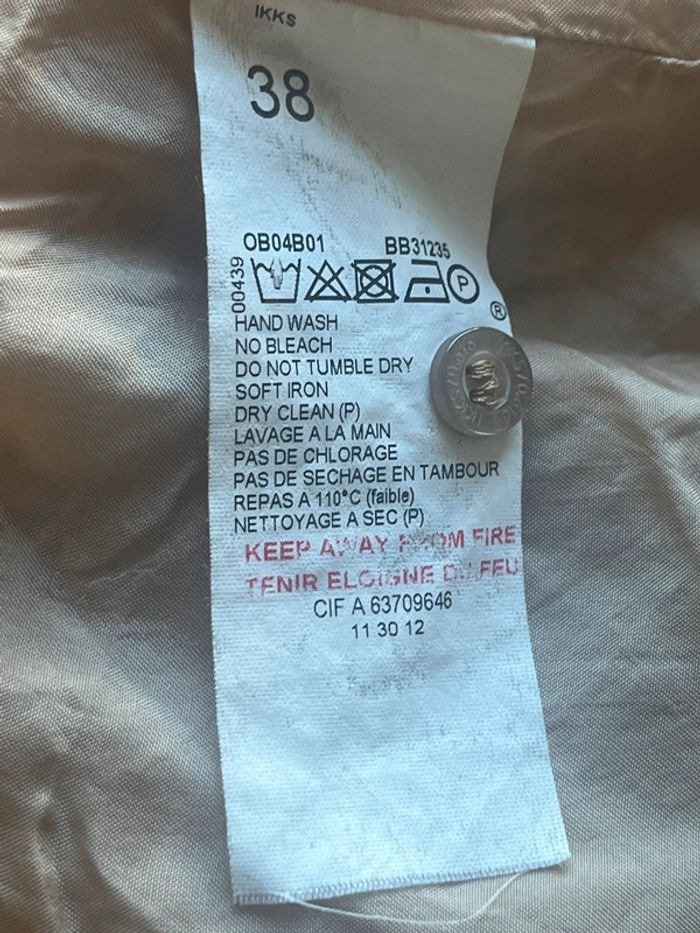 IKKS
38
OB04B01 BB31235
00439
P
®
HAND WASH
NO BLEACH
DO NOT TUMBLE DRY
SOFT IRON
DRY CLEAN (P)
LAVAGE A LA MAIN
PAS DE CHLORAGE
PAS DE SECHAGE EN TAMBOUR
REPAS A 110°C (faible)
NETTOYAGE A SEC (P)
KEEP AWAY FROM FIRE
TENIR ELOIGNE DU FEU
CIF A 63709646
11 30 12